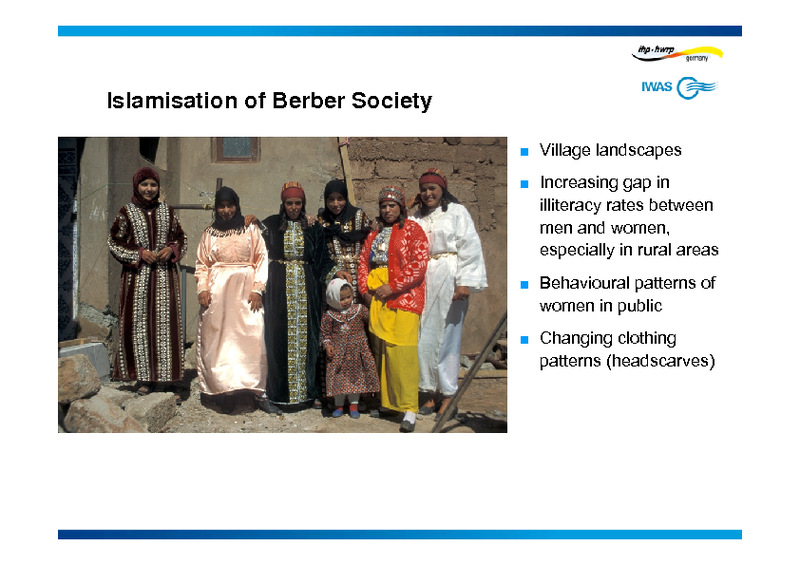 ihp - hwrp
germany
IWAS
Islamisation of Berber Society
■ Village landscapes
■ Increasing gap in
illiteracy rates between
men and women,
especially in rural areas
■ Behavioural patterns of
women in public
■ Changing clothing
patterns (headscarves)